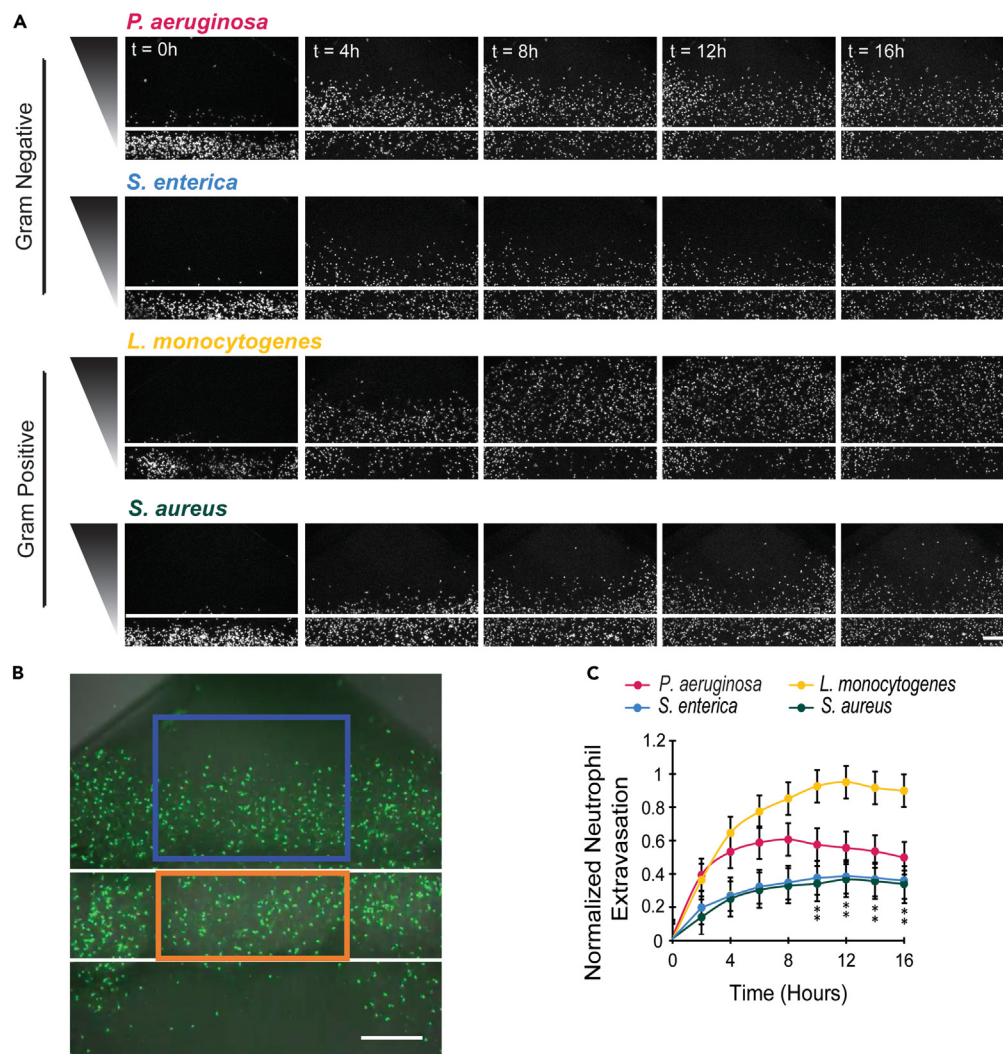 A
P. aeruginosa
t = 0h
t = 4h
t = 8h
t = 12h
t = 16h
Gram Negative
S. enterica
L. monocytogenes
Gram Positive
S. aureus
B
C
P. aeruginosa
L. monocytogenes
S. enterica
S. aureus
Normalized Neutrophil
Extravasation
1.2
1
0.8
0.6
0.4
0.2
0
** ** ** **
0 4 8 12 16
Time (Hours)